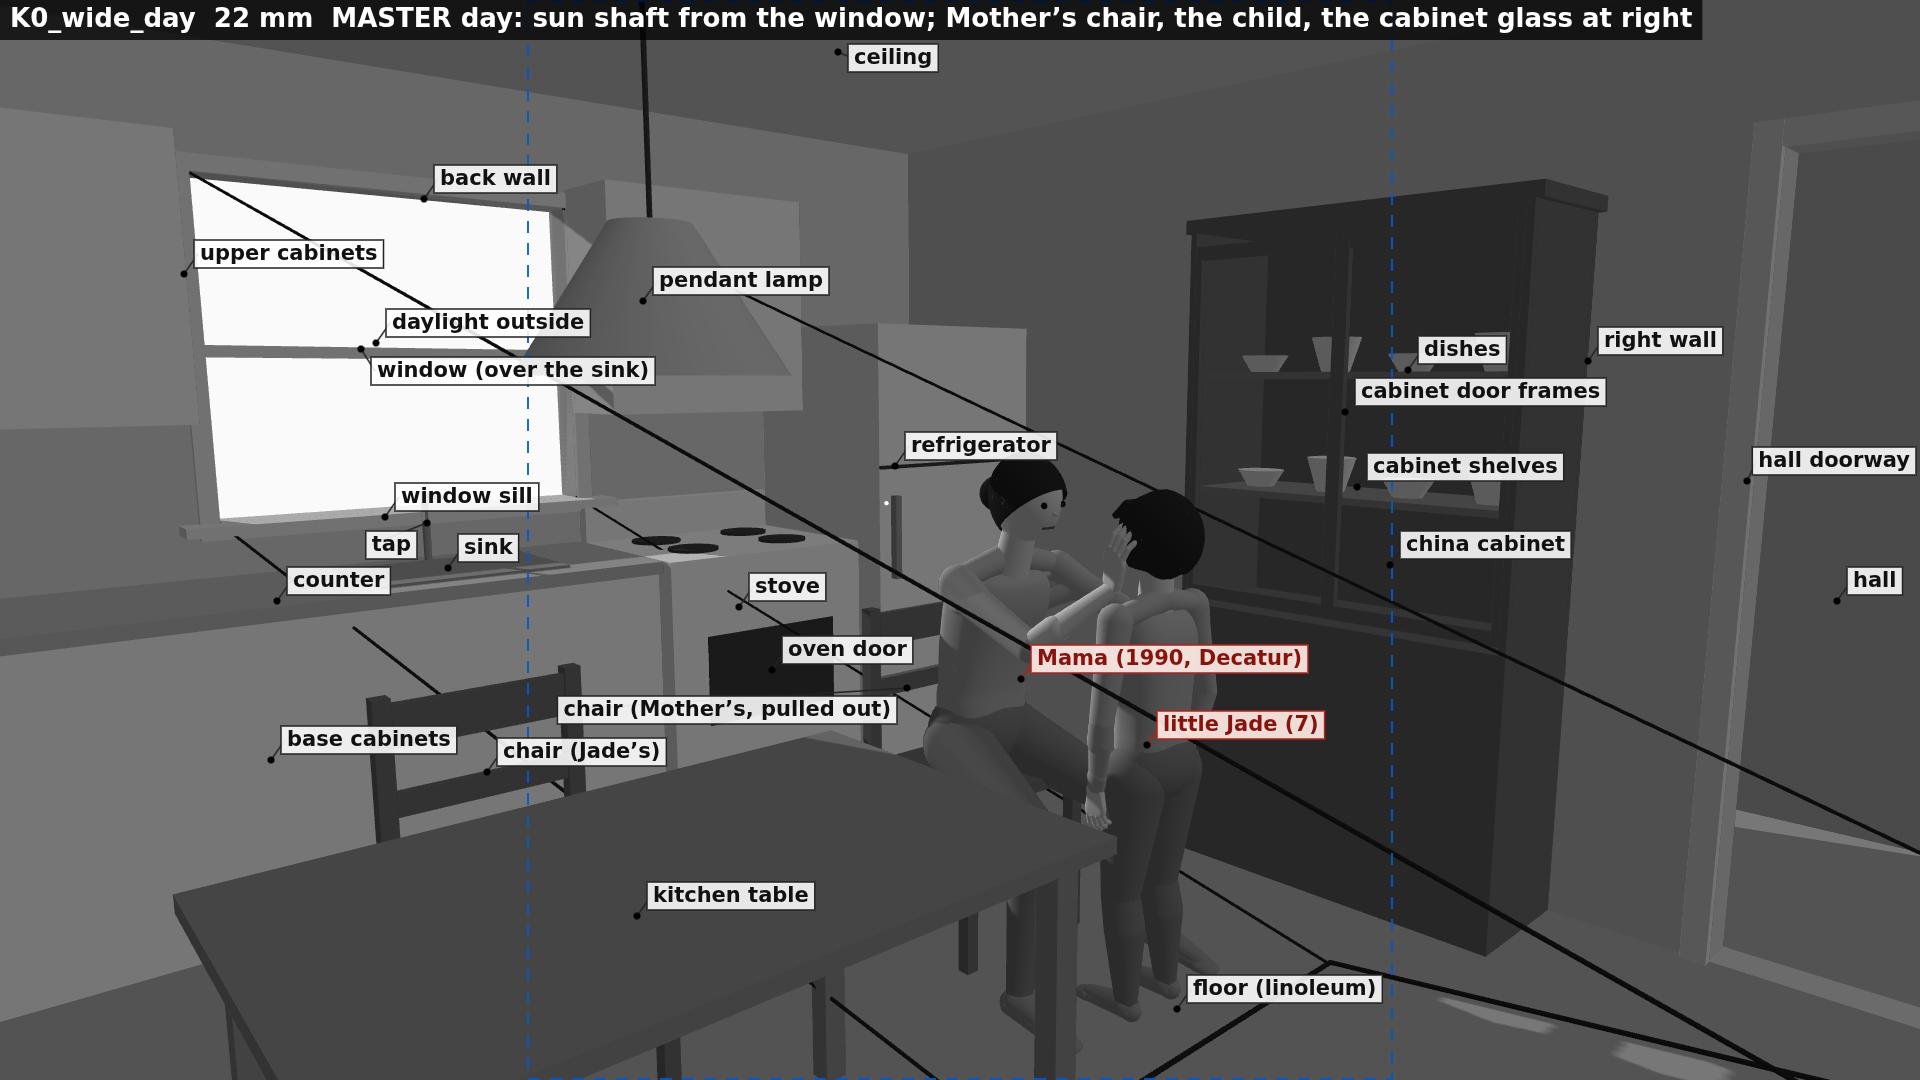 K0_wide_day  22 mm  MASTER day: sun shaft from the window; Mother’s chair, the child, the cabinet glass at right
ceiling
back wall
upper cabinets
pendant lamp
daylight outside
right wall
dishes
window (over the sink)
cabinet door frames
refrigerator
hall doorway
cabinet shelves
window sill
tap
sink
china cabinet
counter
stove
hall
oven door
Mama (1990, Decatur)
chair (Mother’s, pulled out)
little Jade (7)
base cabinets
chair (Jade’s)
kitchen table
floor (linoleum)